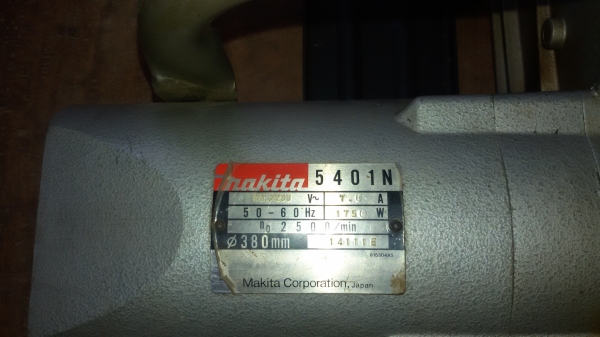 makita 5401N
V~ A
50-60 Hz 1750 W
n0 2500/min
ø380mm 14111E
Makita Corporation, Japan